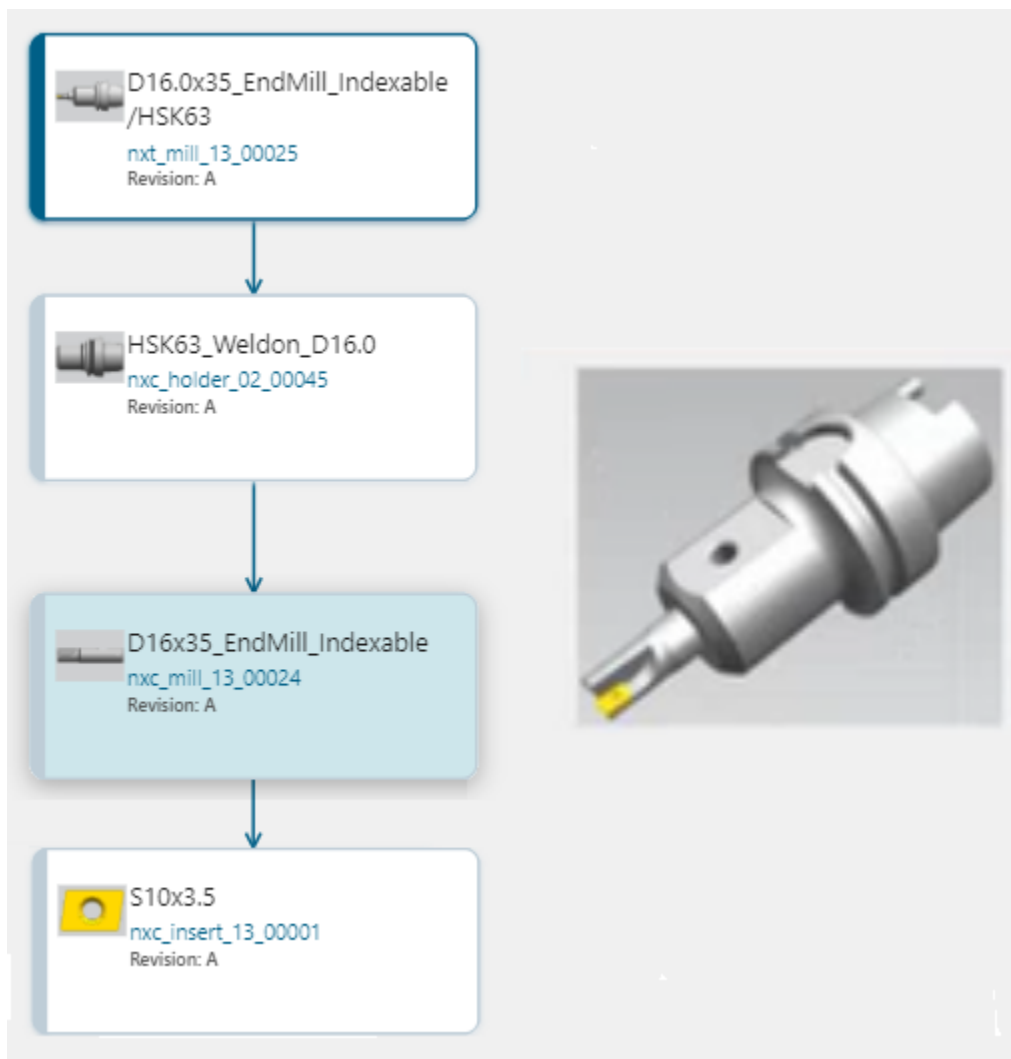 D16.0x35_EndMill_Indexable
/HSK63
nxt_mill_13_00025
Revision: A
HSK63_Weldon_D16.0
nxc_holder_02_00045
Revision: A
D16x35_EndMill_Indexable
nxc_mill_13_00024
Revision: A
S10x3.5
nxc_insert_13_00001
Revision: A